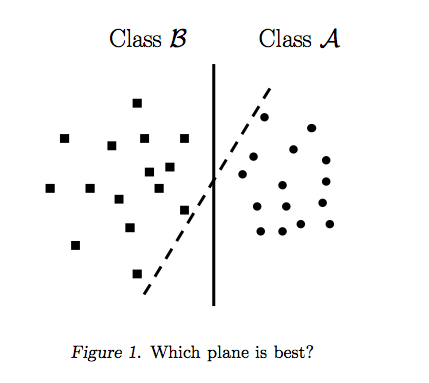 Class ℬ Class 𝒜
Figure 1. Which plane is best?